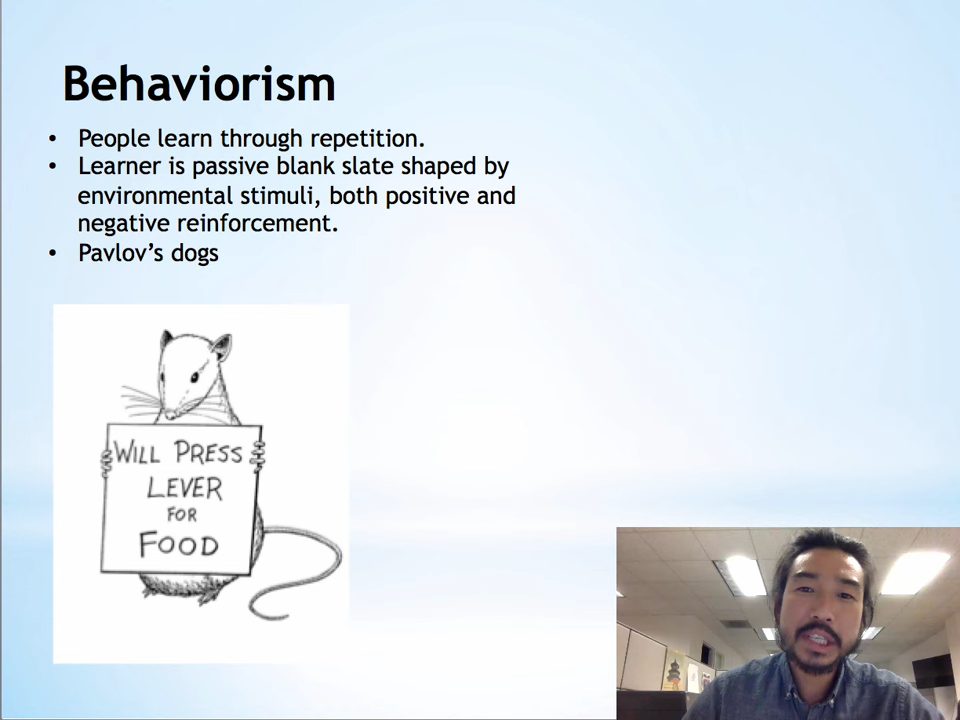 Behaviorism
• People learn through repetition.
• Learner is passive blank slate shaped by
environmental stimuli, both positive and
negative reinforcement.
• Pavlov’s dogs
WILL PRESS
LEVER
FOR
FOOD